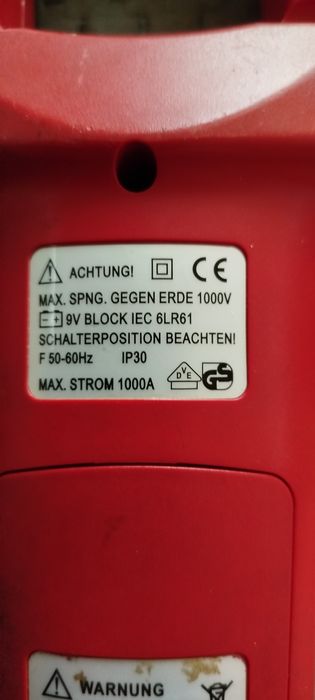 ACHTUNG! CE
MAX. SPNG. GEGEN ERDE 1000V
9V BLOCK IEC 6LR61
SCHALTERPOSITION BEACHTEN!
F 50-60Hz IP30
MAX. STROM 1000A VDE GS
WARNUNG